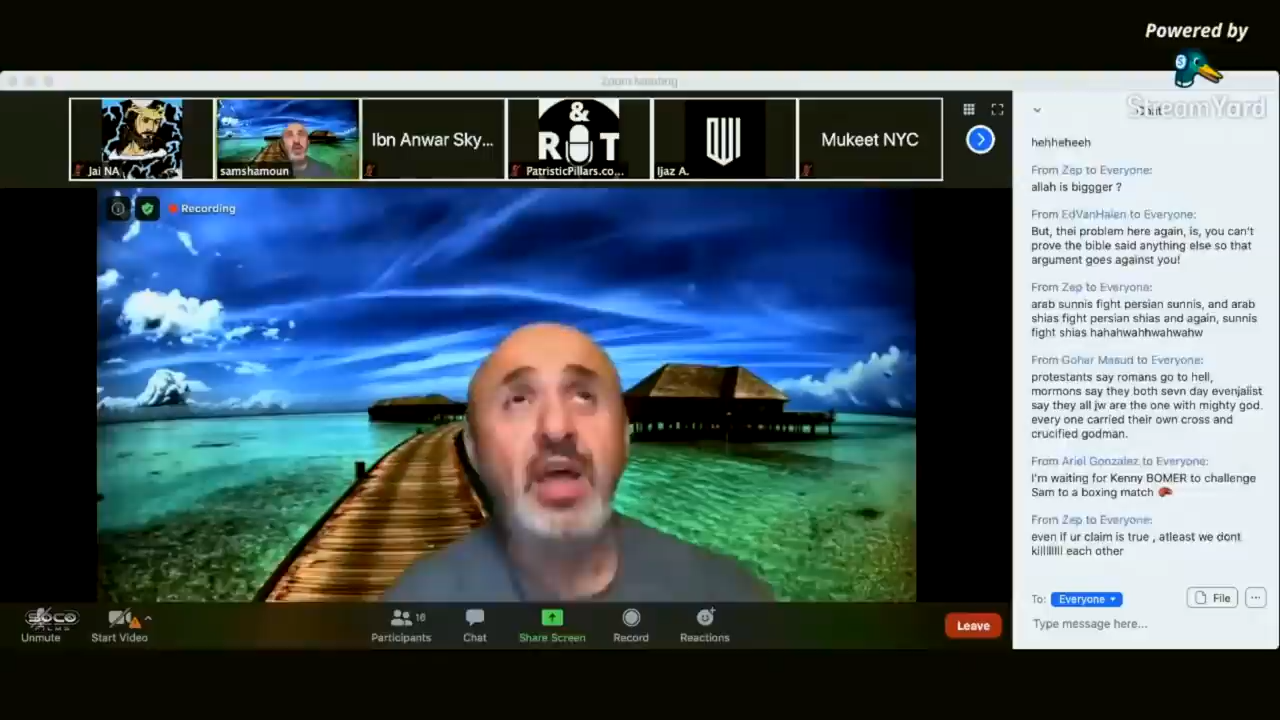 Powered by
StreamYard
Zoom Meeting
Jai NA
samshamoun
Ibn Anwar Sky...
&
R T
PatristicPillars.co...
Ijaz A.
Mukeet NYC
Recording
hehheheeh
From Zep to Everyone:
allah is biggger ?
From EdVanHalen to Everyone:
But, thei problem here again, is, you can't
prove the bible said anything else so that
argument goes against you!
From Zep to Everyone:
arab sunnis fight persian sunnis, and arab
shias fight persian shias and again, sunnis
fight shias hahahwahhwahwahw
From Gohar Masud to Everyone:
protestants say romans go to hell,
mormons say they both sevn day evenjalist
say they all jw are the one with mighty god.
every one carried their own cross and
crucified godman.
From Ariel Gonzalez to Everyone:
I'm waiting for Kenny BOMER to challenge
Sam to a boxing match
From Zep to Everyone:
even if ur claim is true , atleast we dont
killlllllll each other
To: Everyone
File
Type message here...
SOCO
FILMS
Unmute
Start Video
Participants
16
Chat
Share Screen
Record
Reactions
Leave